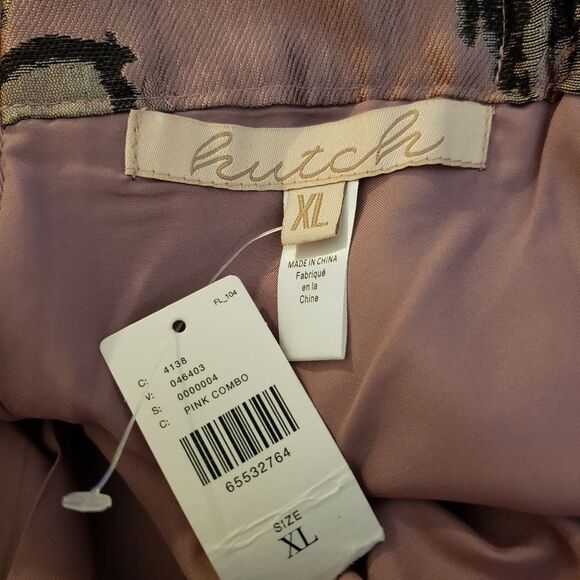 hutch
XL
MADE IN CHINA
Fabriqué
en la
Chine
FL_104
C: 4138
V: 046403
S: 0000004
C: PINK COMBO
65532764
SIZE
XL